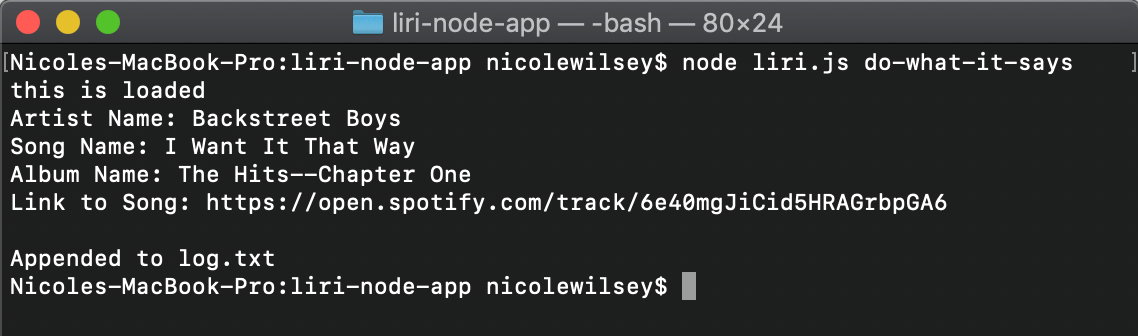 liri-node-app — -bash — 80×24
[Nicoles-MacBook-Pro:liri-node-app nicolewilsey$ node liri.js do-what-it-says ]
this is loaded
Artist Name: Backstreet Boys
Song Name: I Want It That Way
Album Name: The Hits--Chapter One
Link to Song: https://open.spotify.com/track/6e40mgJiCid5HRAGrbpGA6
Appended to log.txt
Nicoles-MacBook-Pro:liri-node-app nicolewilsey$